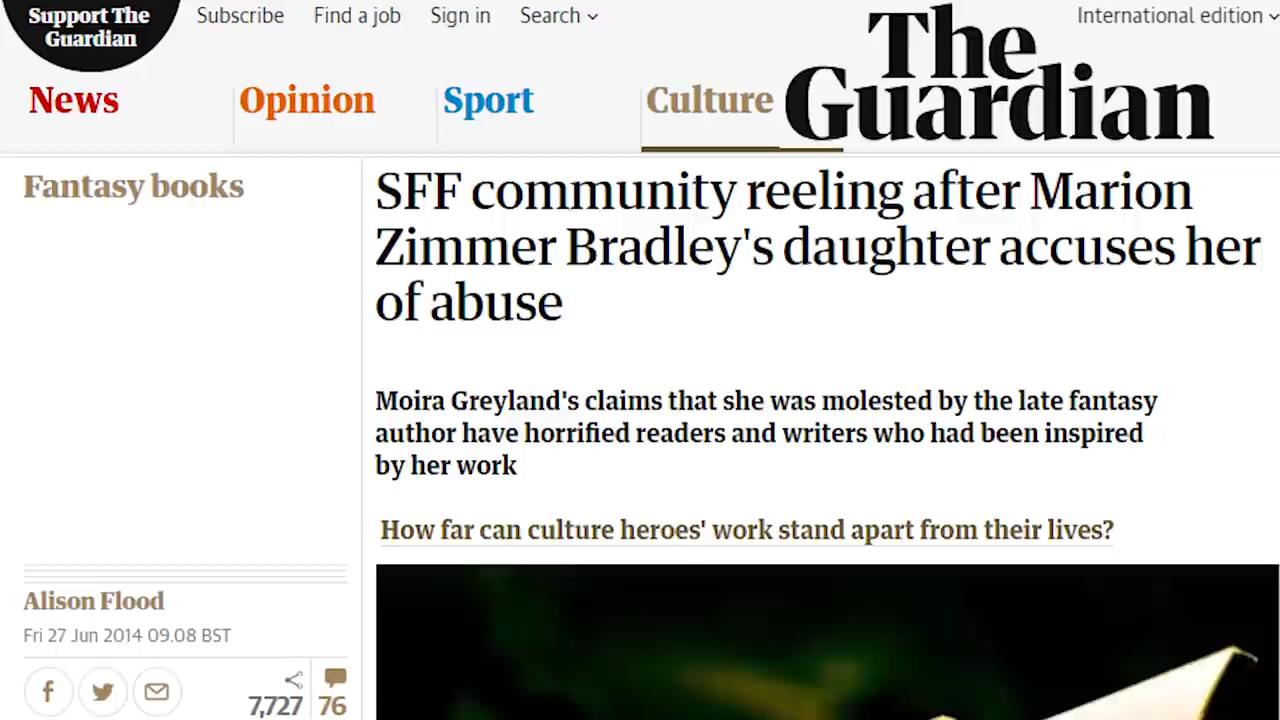 Support The
Guardian
Subscribe
Find a job
Sign in
Search
International edition
The
Guardian
News
Opinion
Sport
Culture
Fantasy books
SFF community reeling after Marion
Zimmer Bradley's daughter accuses her
of abuse
Moira Greyland's claims that she was molested by the late fantasy
author have horrified readers and writers who had been inspired
by her work
How far can culture heroes' work stand apart from their lives?
Alison Flood
Fri 27 Jun 2014 09.08 BST
7,727
76